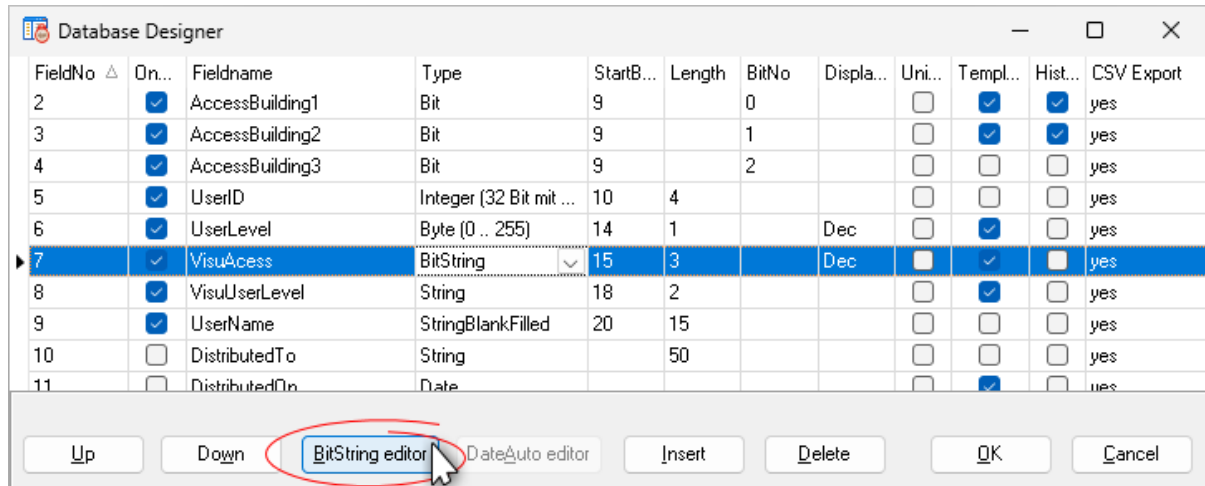 Database Designer
FieldNo On... Fieldname Type StartB... Length BitNo Displa... Uni... Templ... Hist... CSV Export
2 AccessBuilding1 Bit 9 0 yes
3 AccessBuilding2 Bit 9 1 yes
4 AccessBuilding3 Bit 9 2 yes
5 UserID Integer (32 Bit mit ... 10 4 yes
6 UserLevel Byte (0 .. 255) 14 1 Dec yes
7 VisuAcess BitString 15 3 Dec yes
8 VisuUserLevel String 18 2 yes
9 UserName StringBlankFilled 20 15 yes
10 DistributedTo String 50 yes
11 DistributedOn Date yes
Up Down BitString editor DateAuto editor Insert Delete OK Cancel